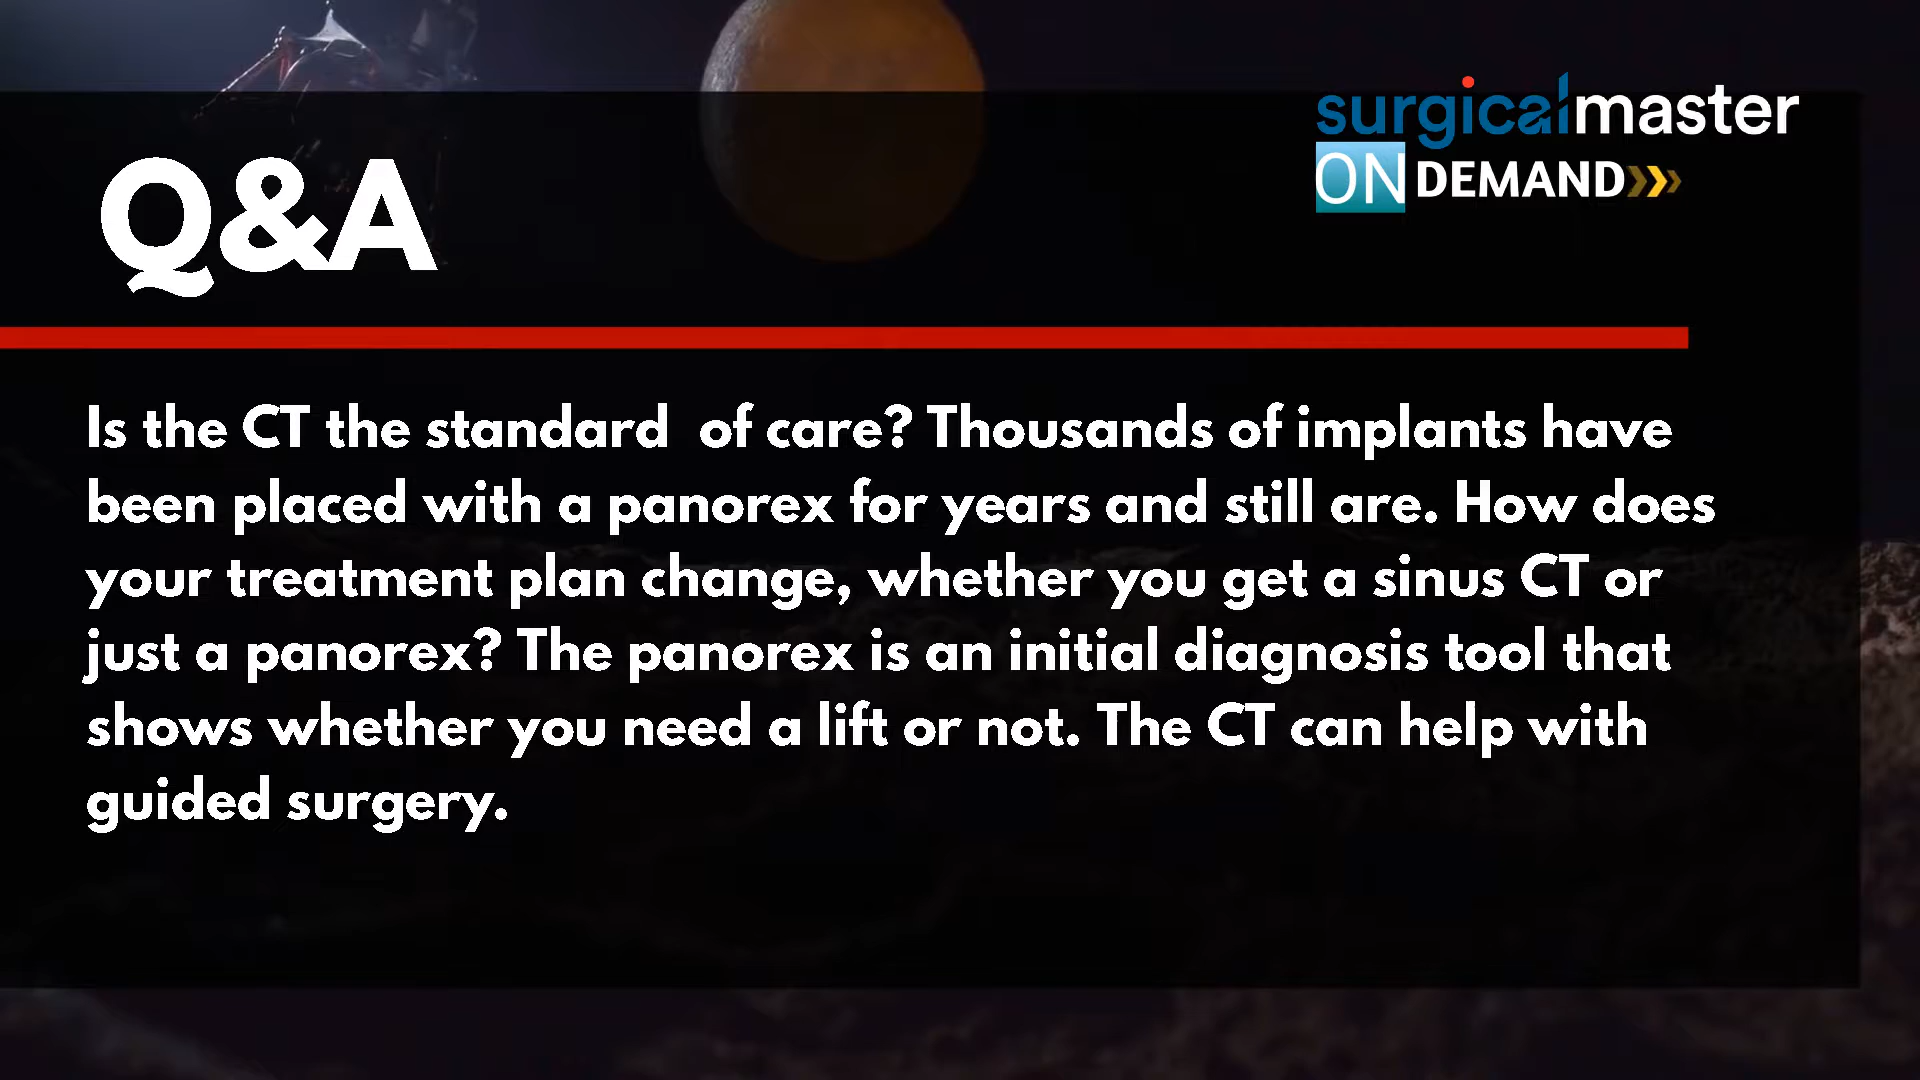 surgicalmaster
ON DEMAND
Q&A
Is the CT the standard  of care? Thousands of implants have
been placed with a panorex for years and still are. How does
your treatment plan change, whether you get a sinus CT or
just a panorex? The panorex is an initial diagnosis tool that
shows whether you need a lift or not. The CT can help with
guided surgery.